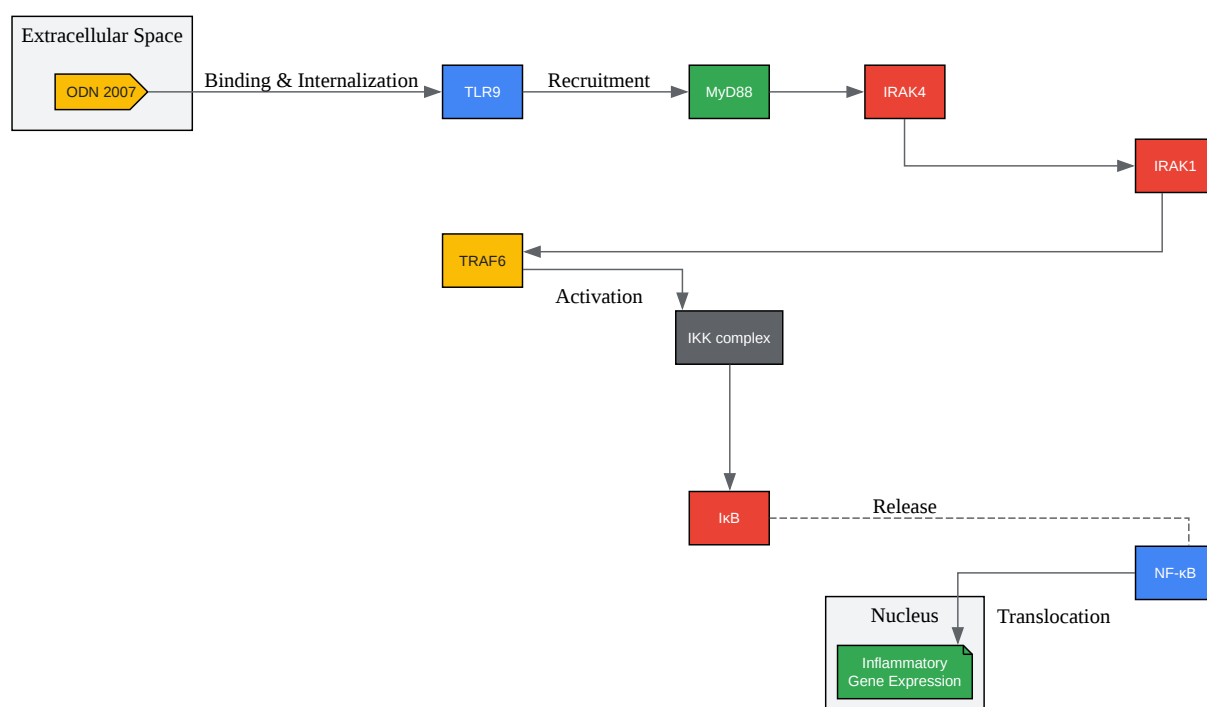 Extracellular Space
ODN 2007
Binding & Internalization
TLR9
Recruitment
MyD88
IRAK4
IRAK1
TRAF6
Activation
IKK complex
IκB
Release
NF-κB
Translocation
Nucleus
Inflammatory
Gene Expression